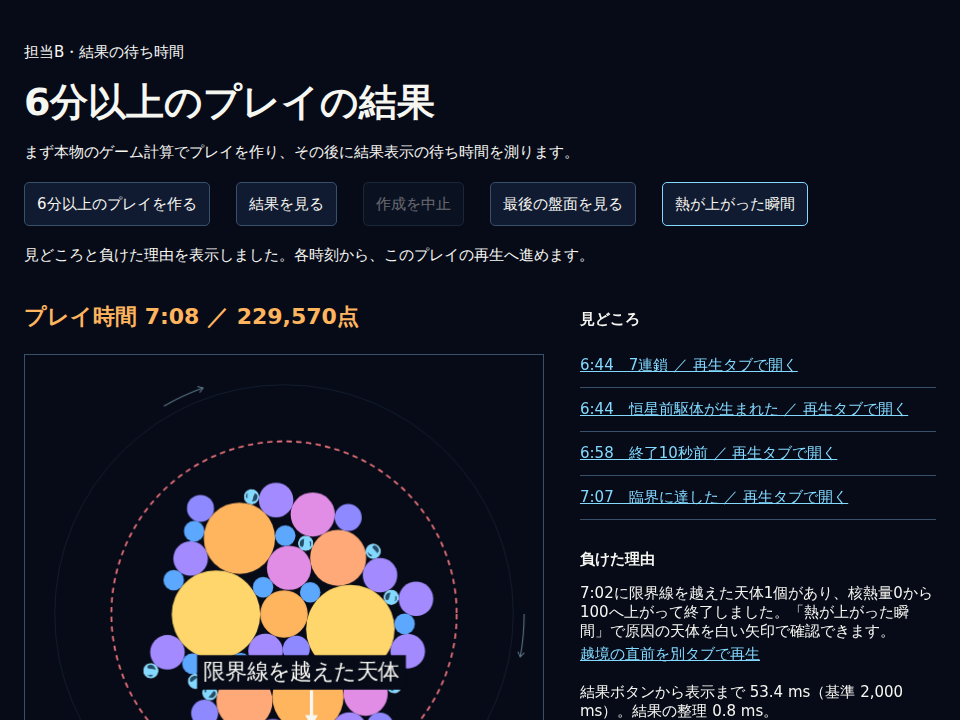 担当B・結果の待ち時間
6分以上のプレイの結果
まず本物のゲーム計算でプレイを作り、その後に結果表示の待ち時間を測ります。
6分以上のプレイを作る
結果を見る
作成を中止
最後の盤面を見る
熱が上がった瞬間
見どころと負けた理由を表示しました。各時刻から、このプレイの再生へ進めます。
プレイ時間 7:08 ／ 229,570点
限界線を越えた天体
見どころ
6:44　7連鎖 ／ 再生タブで開く
6:44　恒星前駆体が生まれた ／ 再生タブで開く
6:58　終了10秒前 ／ 再生タブで開く
7:07　臨界に達した ／ 再生タブで開く
負けた理由
7:02に限界線を越えた天体1個があり、核熱量0から
100へ上がって終了しました。「熱が上がった瞬
間」で原因の天体を白い矢印で確認できます。
越境の直前を別タブで再生
結果ボタンから表示まで 53.4 ms（基準 2,000
ms）。結果の整理 0.8 ms。